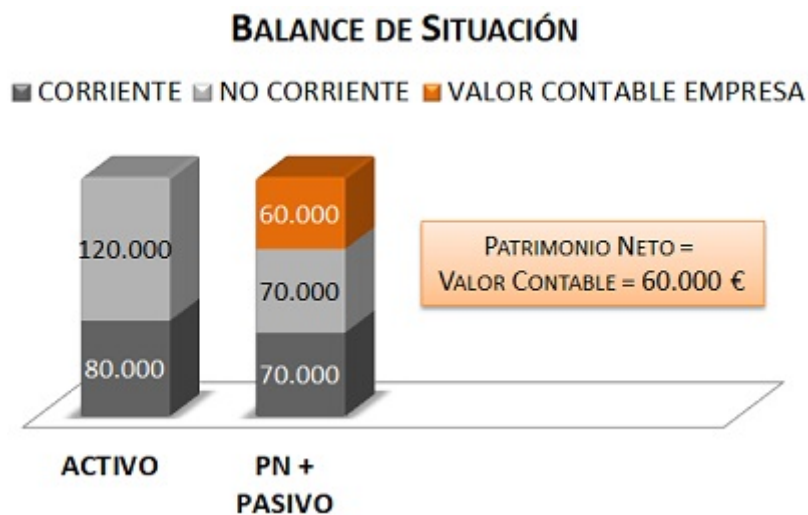 BALANCE DE SITUACIÓN
CORRIENTE NO CORRIENTE VALOR CONTABLE EMPRESA
120.000
80.000
60.000
70.000
70.000
PATRIMONIO NETO =
VALOR CONTABLE = 60.000 €
ACTIVO
PN +
PASIVO